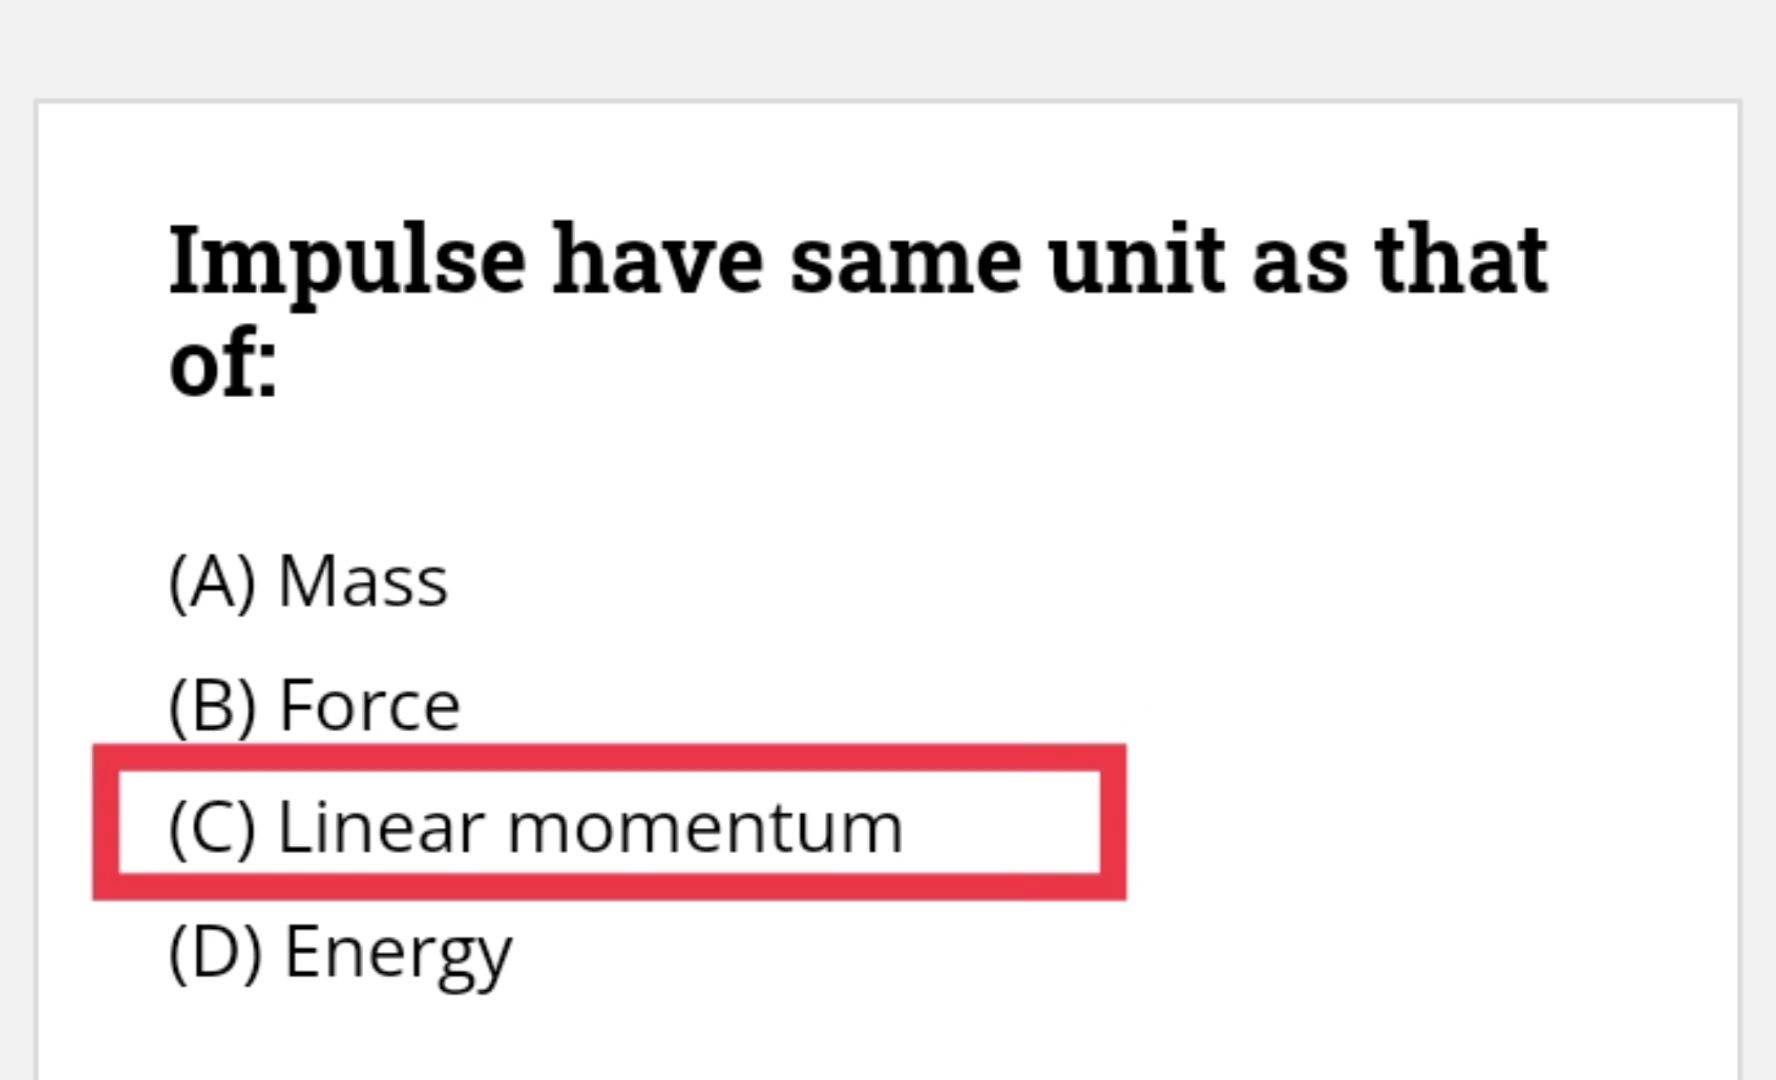 Impulse have same unit as that
of:
(A) Mass
(B) Force
(C) Linear momentum
(D) Energy